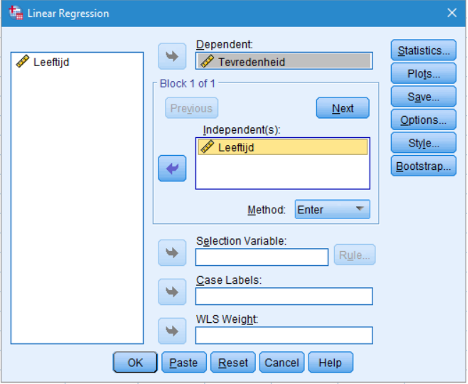 Linear Regression
Leeftijd
Dependent:
Tevredenheid
Block 1 of 1
Previous
Next
Independent(s):
Leeftijd
Method:
Enter
Selection Variable:
Rule...
Case Labels:
WLS Weight:
Statistics...
Plots...
Save...
Options...
Style...
Bootstrap...
OK
Paste
Reset
Cancel
Help